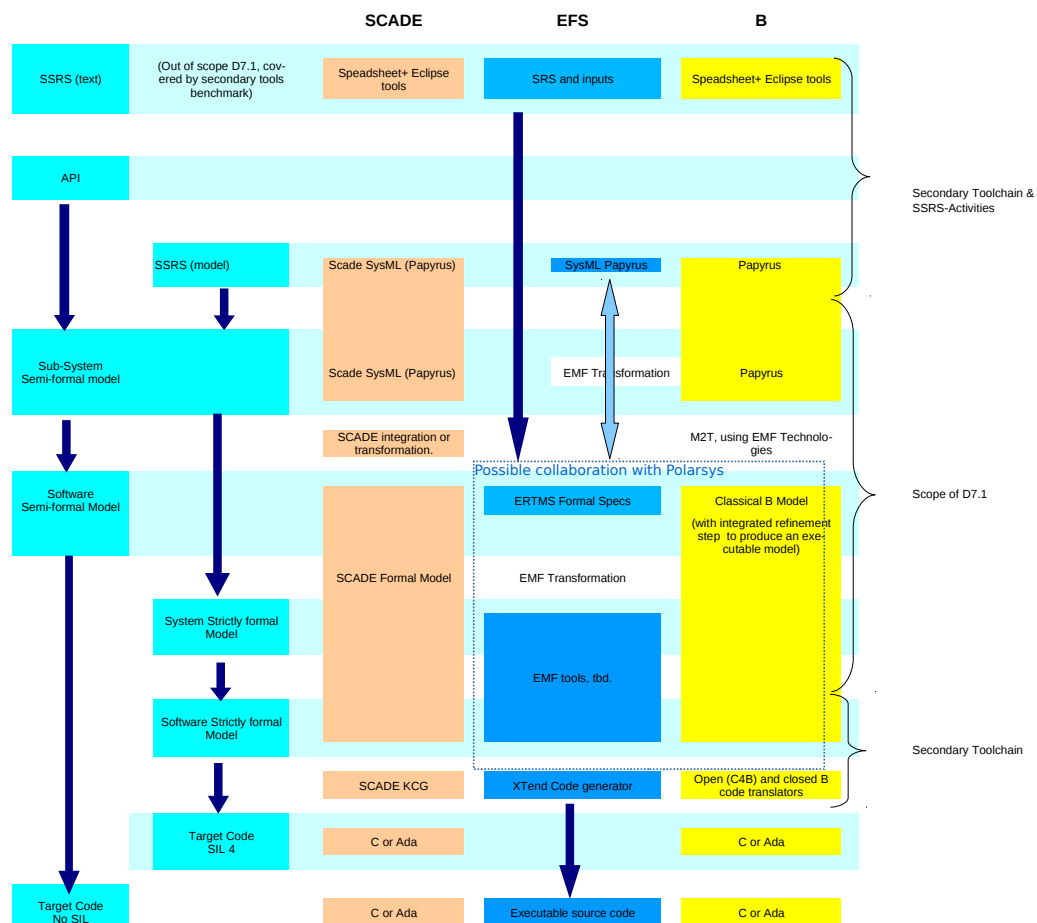 SCADE
EFS
B
SSRS (text)
(Out of scope D7.1, cov-
ered by secondary tools
benchmark)
Speadsheet+ Eclipse
tools
SRS and inputs
Speadsheet+ Eclipse tools
API
Secondary Toolchain &
SSRS-Activities
SSRS (model)
Scade SysML (Papyrus)
SysML Papyrus
Papyrus
Sub-System
Semi-formal model
Scade SysML (Papyrus)
EMF Transformation
Papyrus
SCADE integration or
transformation.
M2T, using EMF Technolo-
gies
Possible collaboration with Polarsys
Software
Semi-formal Model
ERTMS Formal Specs
Classical B Model
(with integrated refinement
step to produce an exe-
cutable model)
Scope of D7.1
SCADE Formal Model
EMF Transformation
System Strictly formal
Model
EMF tools, tbd.
Software Strictly formal
Model
Secondary Toolchain
SCADE KCG
XTend Code generator
Open (C4B) and closed B
code translators
Target Code
SIL 4
C or Ada
C or Ada
Target Code
No SIL
C or Ada
Executable source code
C or Ada